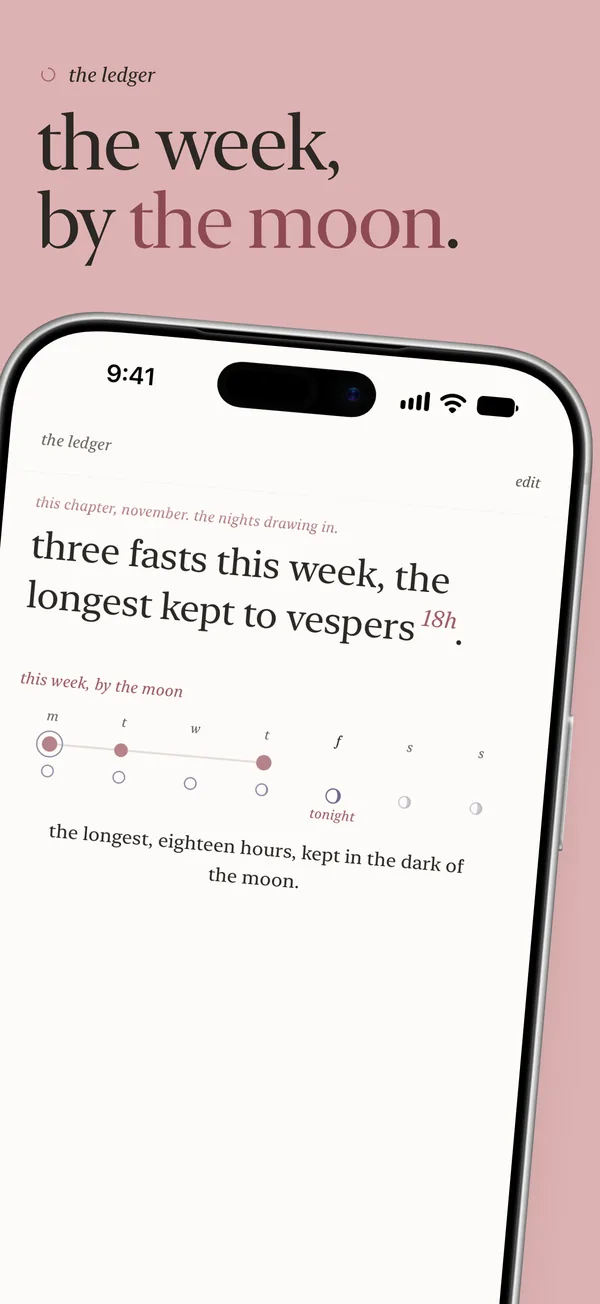 the ledger
the week,
by the moon.
9:41
the ledger
edit
this chapter, november. the nights drawing in.
three fasts this week, the
longest kept to vespers 18h.
this week, by the moon
m t w t f s s
tonight
the longest, eighteen hours, kept in the dark of
the moon.